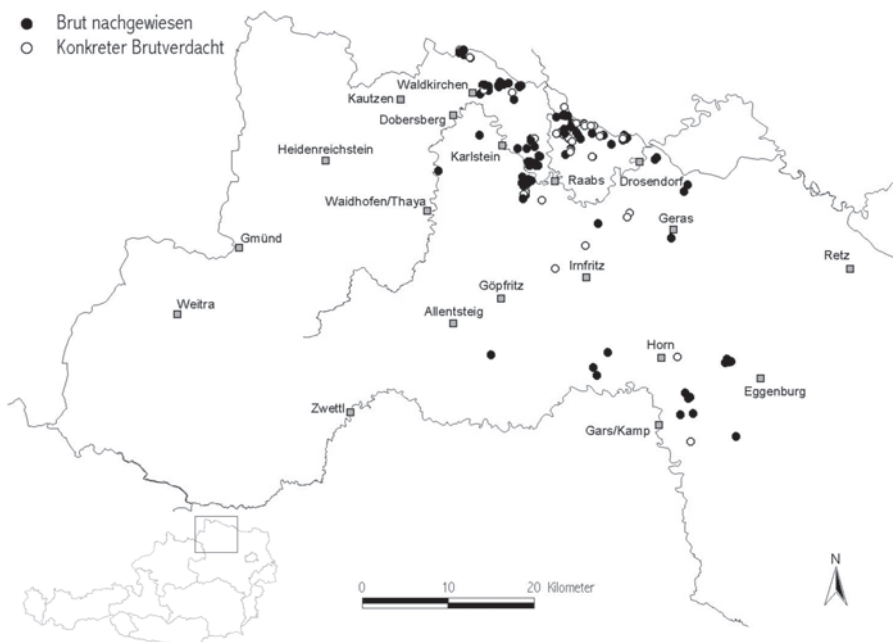 Brut nachgewiesen
Konkreter Brutverdacht
Waldkirchen
Kautzen
Dobersberg
Heidenreichstein
Karlstein
Raabs
Drosendorf
Waidhofen/Thaya
Geras
Gmünd
Retz
Irnfritz
Göpfritz
Weitra
Allentsteig
Horn
Eggenburg
Zwettl
Gars/Kamp
N
0 10 20 Kilometer